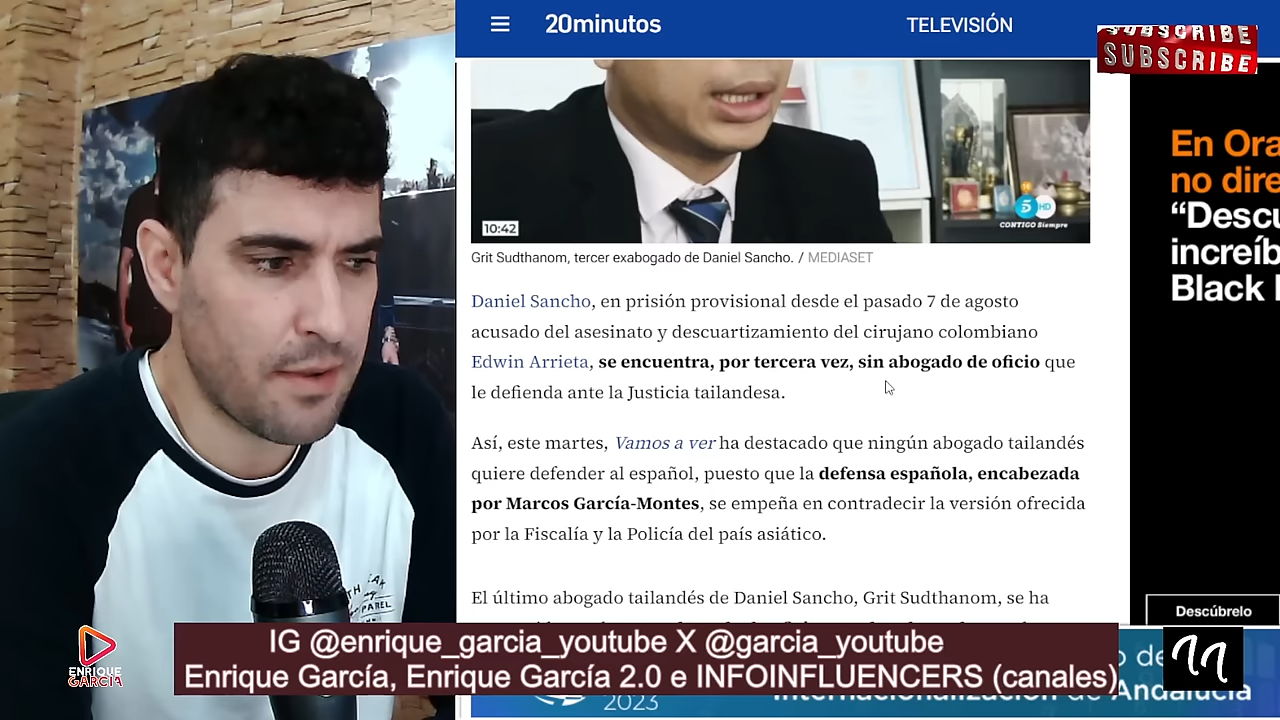 20minutos
TELEVISIÓN
SUBSCRIBE
SUBSCRIBE
10:42
5 HD
CONTIGO Siempre
Grit Sudthanom, tercer exabogado de Daniel Sancho. / MEDIASET
Daniel Sancho, en prisión provisional desde el pasado 7 de agosto
acusado del asesinato y descuartizamiento del cirujano colombiano
Edwin Arrieta, se encuentra, por tercera vez, sin abogado de oficio que
le defienda ante la Justicia tailandesa.
Así, este martes, Vamos a ver ha destacado que ningún abogado tailandés
quiere defender al español, puesto que la defensa española, encabezada
por Marcos García-Montes, se empeña en contradecir la versión ofrecida
por la Fiscalía y la Policía del país asiático.
El último abogado tailandés de Daniel Sancho, Grit Sudthanom, se ha
En Ora
no dire
“Descu
increíb
Black
Descúbrelo
IG @enrique_garcia_youtube X @garcia_youtube
Enrique García, Enrique García 2.0 e INFOINFLUENCERS (canales)
ENRIQUE
GARCÍA
2023
Internacionalización de Andalucía